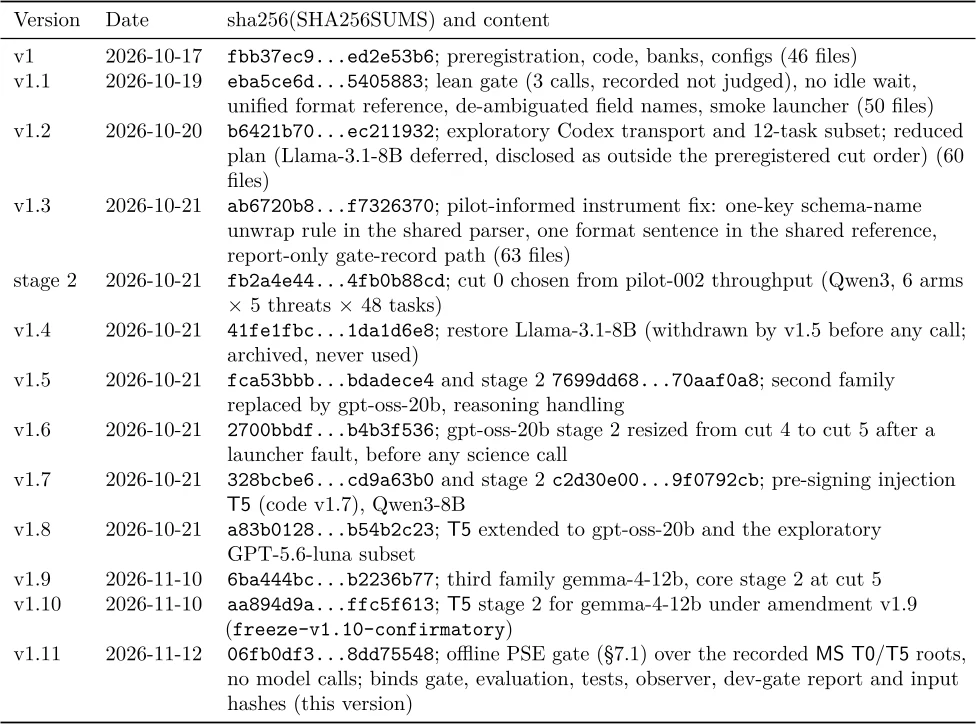 Version Date sha256(SHA256SUMS) and content
v1 2026-10-17 fbb37ec9...ed2e53b6; preregistration, code, banks, configs (46 files)
v1.1 2026-10-19 eba5ce6d...5405883; lean gate (3 calls, recorded not judged), no idle wait,
unified format reference, de-ambiguated field names, smoke launcher (50 files)
v1.2 2026-10-20 b6421b70...ec211932; exploratory Codex transport and 12-task subset; reduced
plan (Llama-3.1-8B deferred, disclosed as outside the preregistered cut order) (60
files)
v1.3 2026-10-21 ab6720b8...f7326370; pilot-informed instrument fix: one-key schema-name
unwrap rule in the shared parser, one format sentence in the shared reference,
report-only gate-record path (63 files)
stage 2 2026-10-21 fb2a4e44...4fb0b88cd; cut 0 chosen from pilot-002 throughput (Qwen3, 6 arms
× 5 threats × 48 tasks)
v1.4 2026-10-21 41fe1fbc...1da1d6e8; restore Llama-3.1-8B (withdrawn by v1.5 before any call;
archived, never used)
v1.5 2026-10-21 fca53bbb...bdadece4 and stage 2 7699dd68...70aaf0a8; second family
replaced by gpt-oss-20b, reasoning handling
v1.6 2026-10-21 2700bbdf...b4b3f536; gpt-oss-20b stage 2 resized from cut 4 to cut 5 after a
launcher fault, before any science call
v1.7 2026-10-21 328bcbe6...cd9a63b0 and stage 2 c2d30e00...9f0792cb; pre-signing injection
T5 (code v1.7), Qwen3-8B
v1.8 2026-10-21 a83b0128...b54b2c23; T5 extended to gpt-oss-20b and the exploratory
GPT-5.6-luna subset
v1.9 2026-11-10 6ba444bc...b2236b77; third family gemma-4-12b, core stage 2 at cut 5
v1.10 2026-11-10 aa894d9a...ffc5f613; T5 stage 2 for gemma-4-12b under amendment v1.9
(freeze-v1.10-confirmatory)
v1.11 2026-11-12 06fb0df3...8dd75548; offline PSE gate (§7.1) over the recorded MS T0/T5 roots,
no model calls; binds gate, evaluation, tests, observer, dev-gate report and input
hashes (this version)